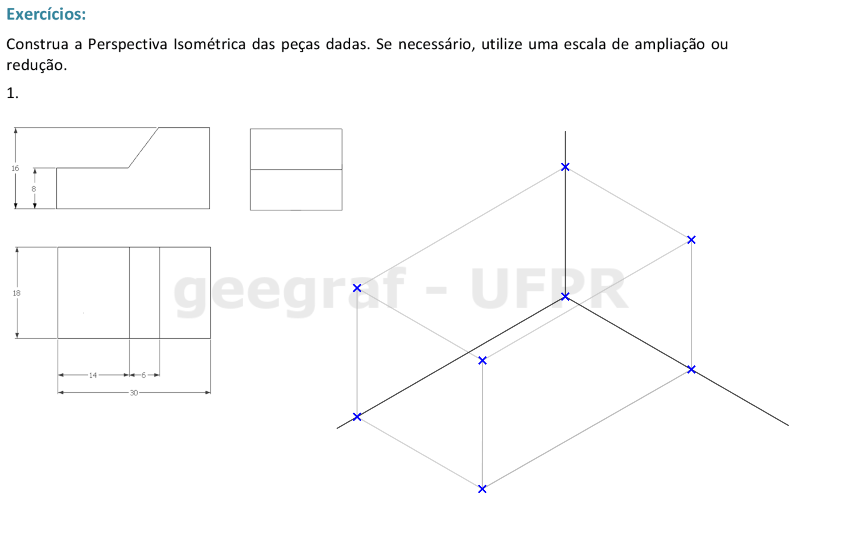 Exercícios:
Construa a Perspectiva Isométrica das peças dadas. Se necessário, utilize uma escala de ampliação ou
redução.
1.
16
8
18
geegraf - UFPR
14
6
30